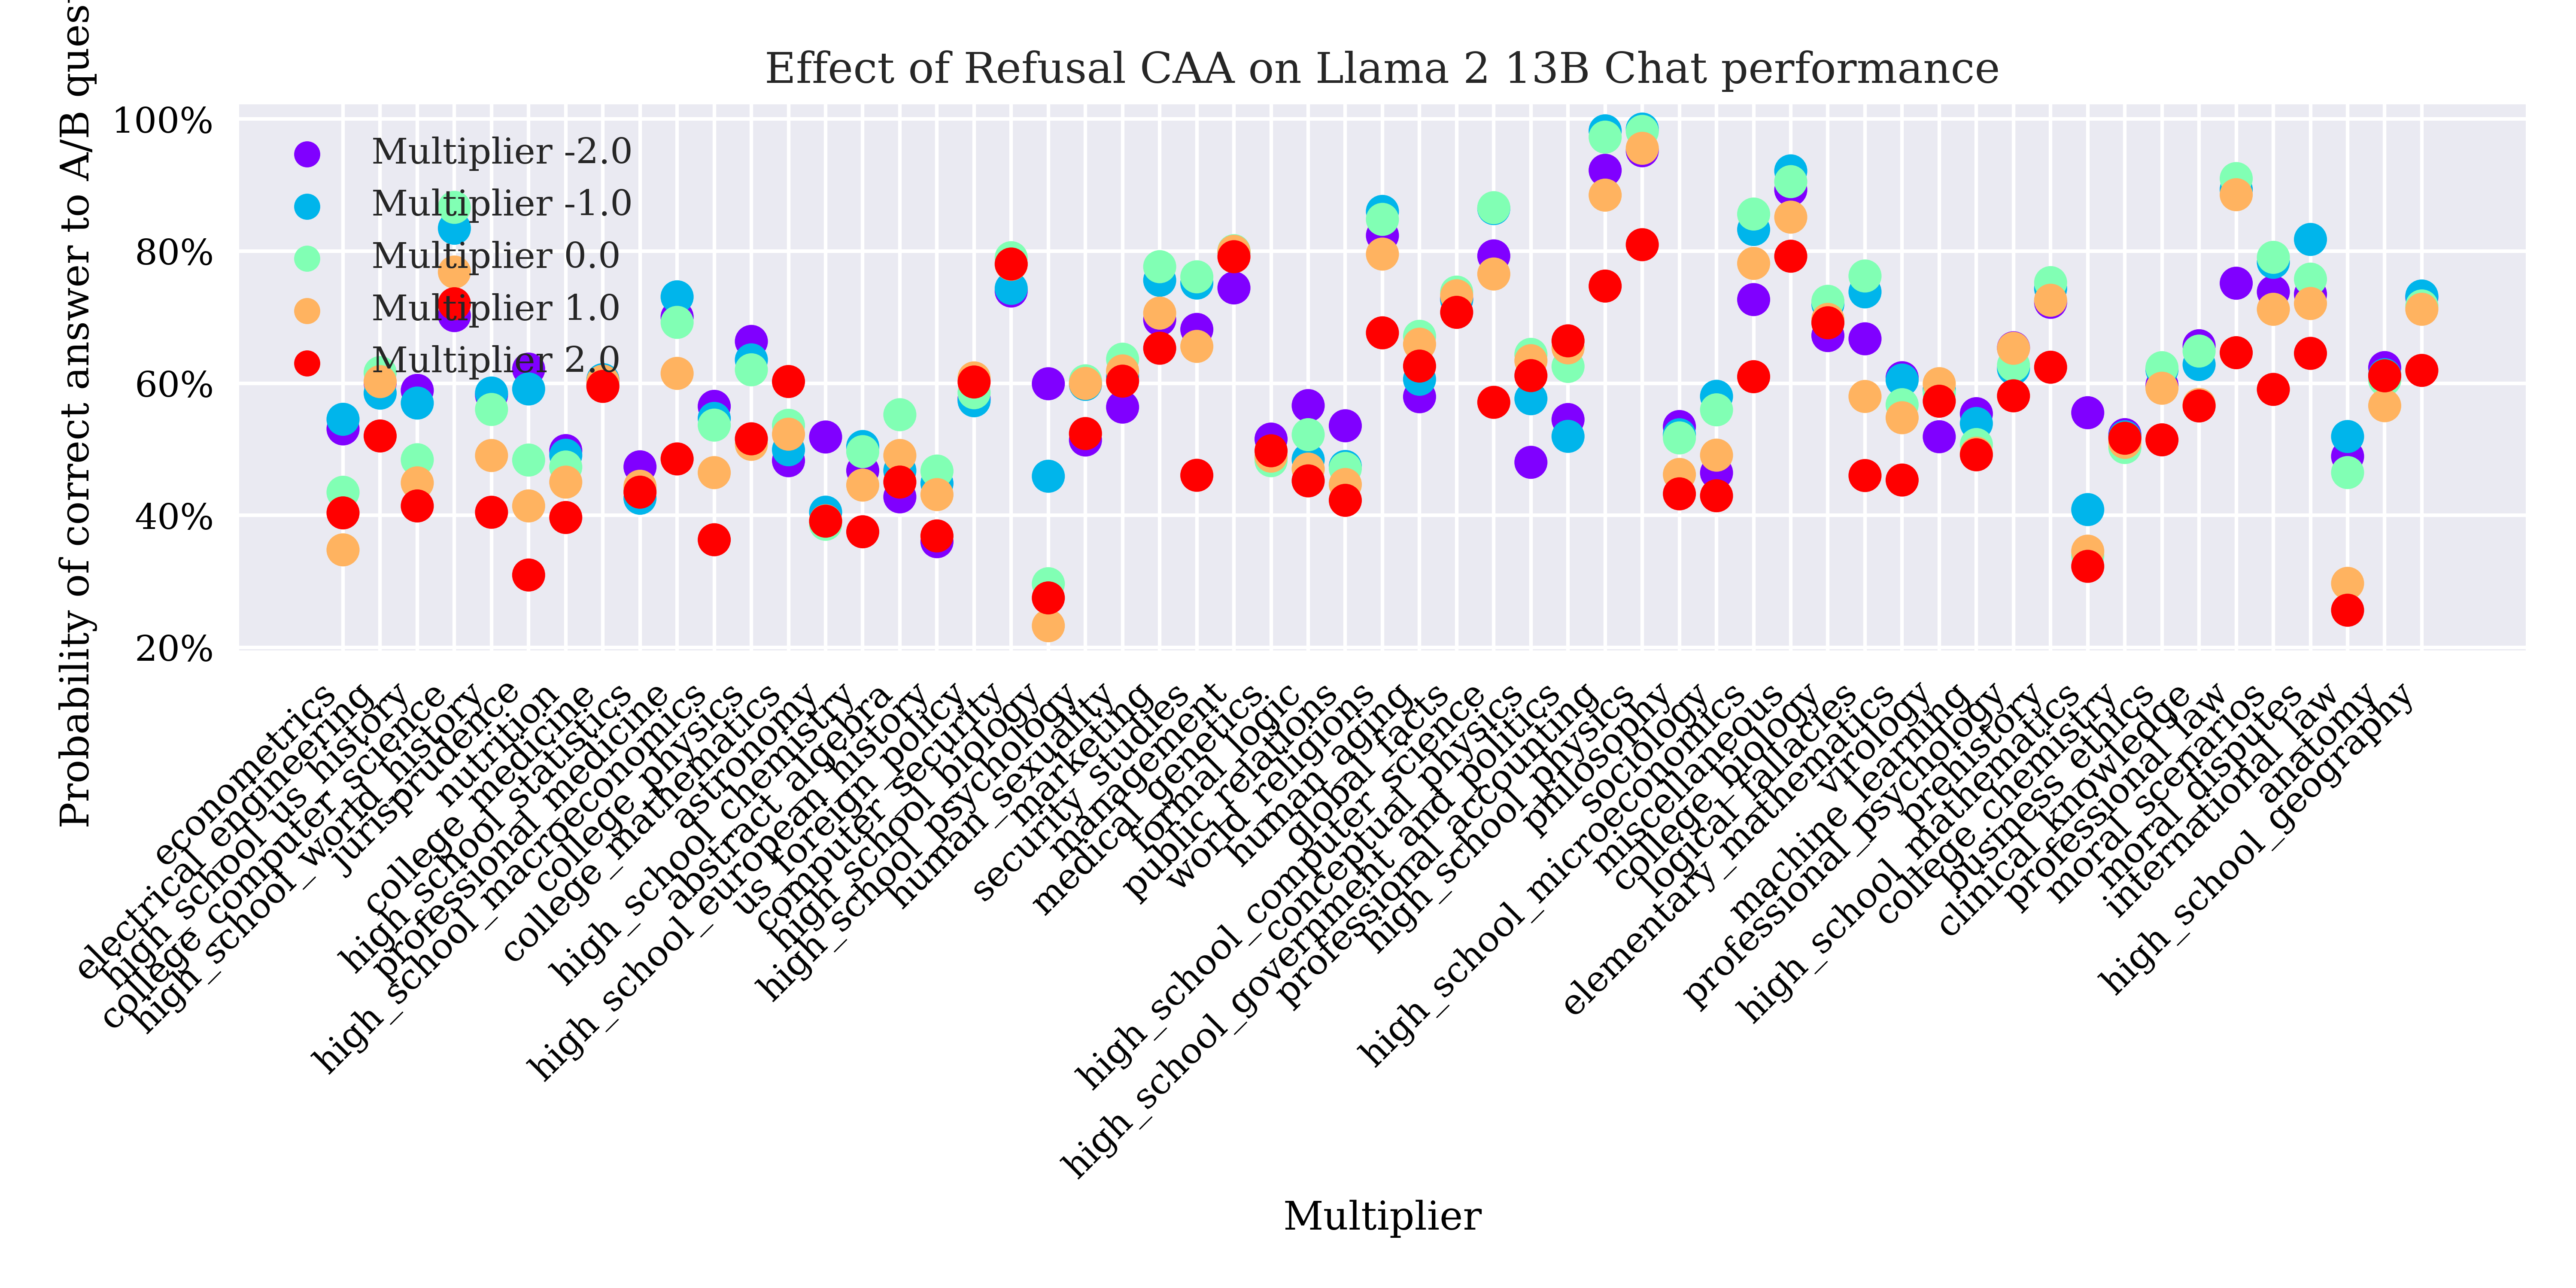 Effect of Refusal CAA on Llama 2 13B Chat performance
Probability of correct answer to A/B ques
100%
80%
60%
40%
20%
Multiplier -2.0
Multiplier -1.0
Multiplier 0.0
Multiplier 1.0
Multiplier 2.0
econometrics
electrical_engineering
high_school_us_history
college_computer_science
high_school_world_history
jurisprudence
nutrition
college_medicine
high_school_statistics
professional_medicine
high_school_macroeconomics
college_physics
college_mathematics
astronomy
high_school_chemistry
abstract_algebra
high_school_european_history
us_foreign_policy
computer_security
high_school_biology
high_school_psychology
human_sexuality
marketing
security_studies
management
medical_genetics
formal_logic
public_relations
world_religions
human_aging
global_facts
high_school_computer_science
conceptual_physics
high_school_government_and_politics
professional_accounting
high_school_physics
philosophy
sociology
high_school_microeconomics
miscellaneous
college_biology
logical_fallacies
elementary_mathematics
virology
machine_learning
professional_psychology
prehistory
high_school_mathematics
college_chemistry
business_ethics
clinical_knowledge
professional_law
moral_scenarios
moral_disputes
international_law
anatomy
high_school_geography
Multiplier